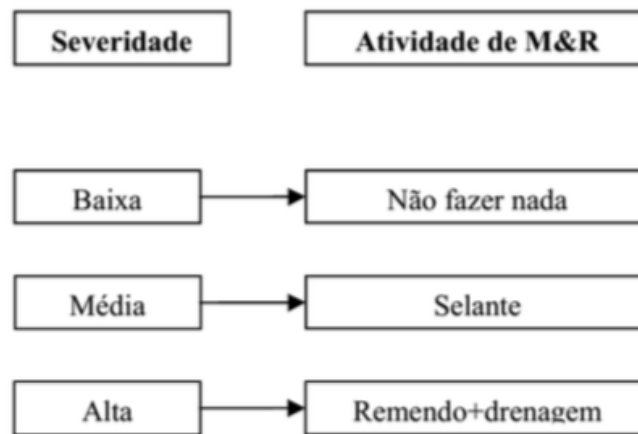 Severidade Atividade de M&R
Baixa Não fazer nada
Média Selante
Alta Remendo+drenagem